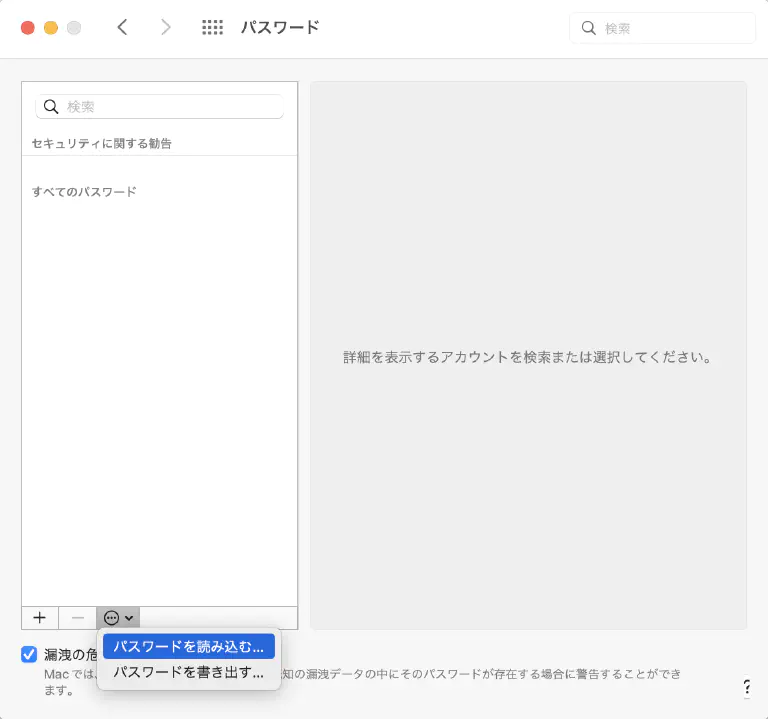 パスワード
検索
検索
セキュリティに関する勧告
すべてのパスワード
詳細を表示するアカウントを検索または選択してください。
パスワードを読み込む...
漏洩の危
パスワードを書き出す...
Macでは、
知の漏洩データの中にそのパスワードが存在する場合に警告することができ
ます。
?